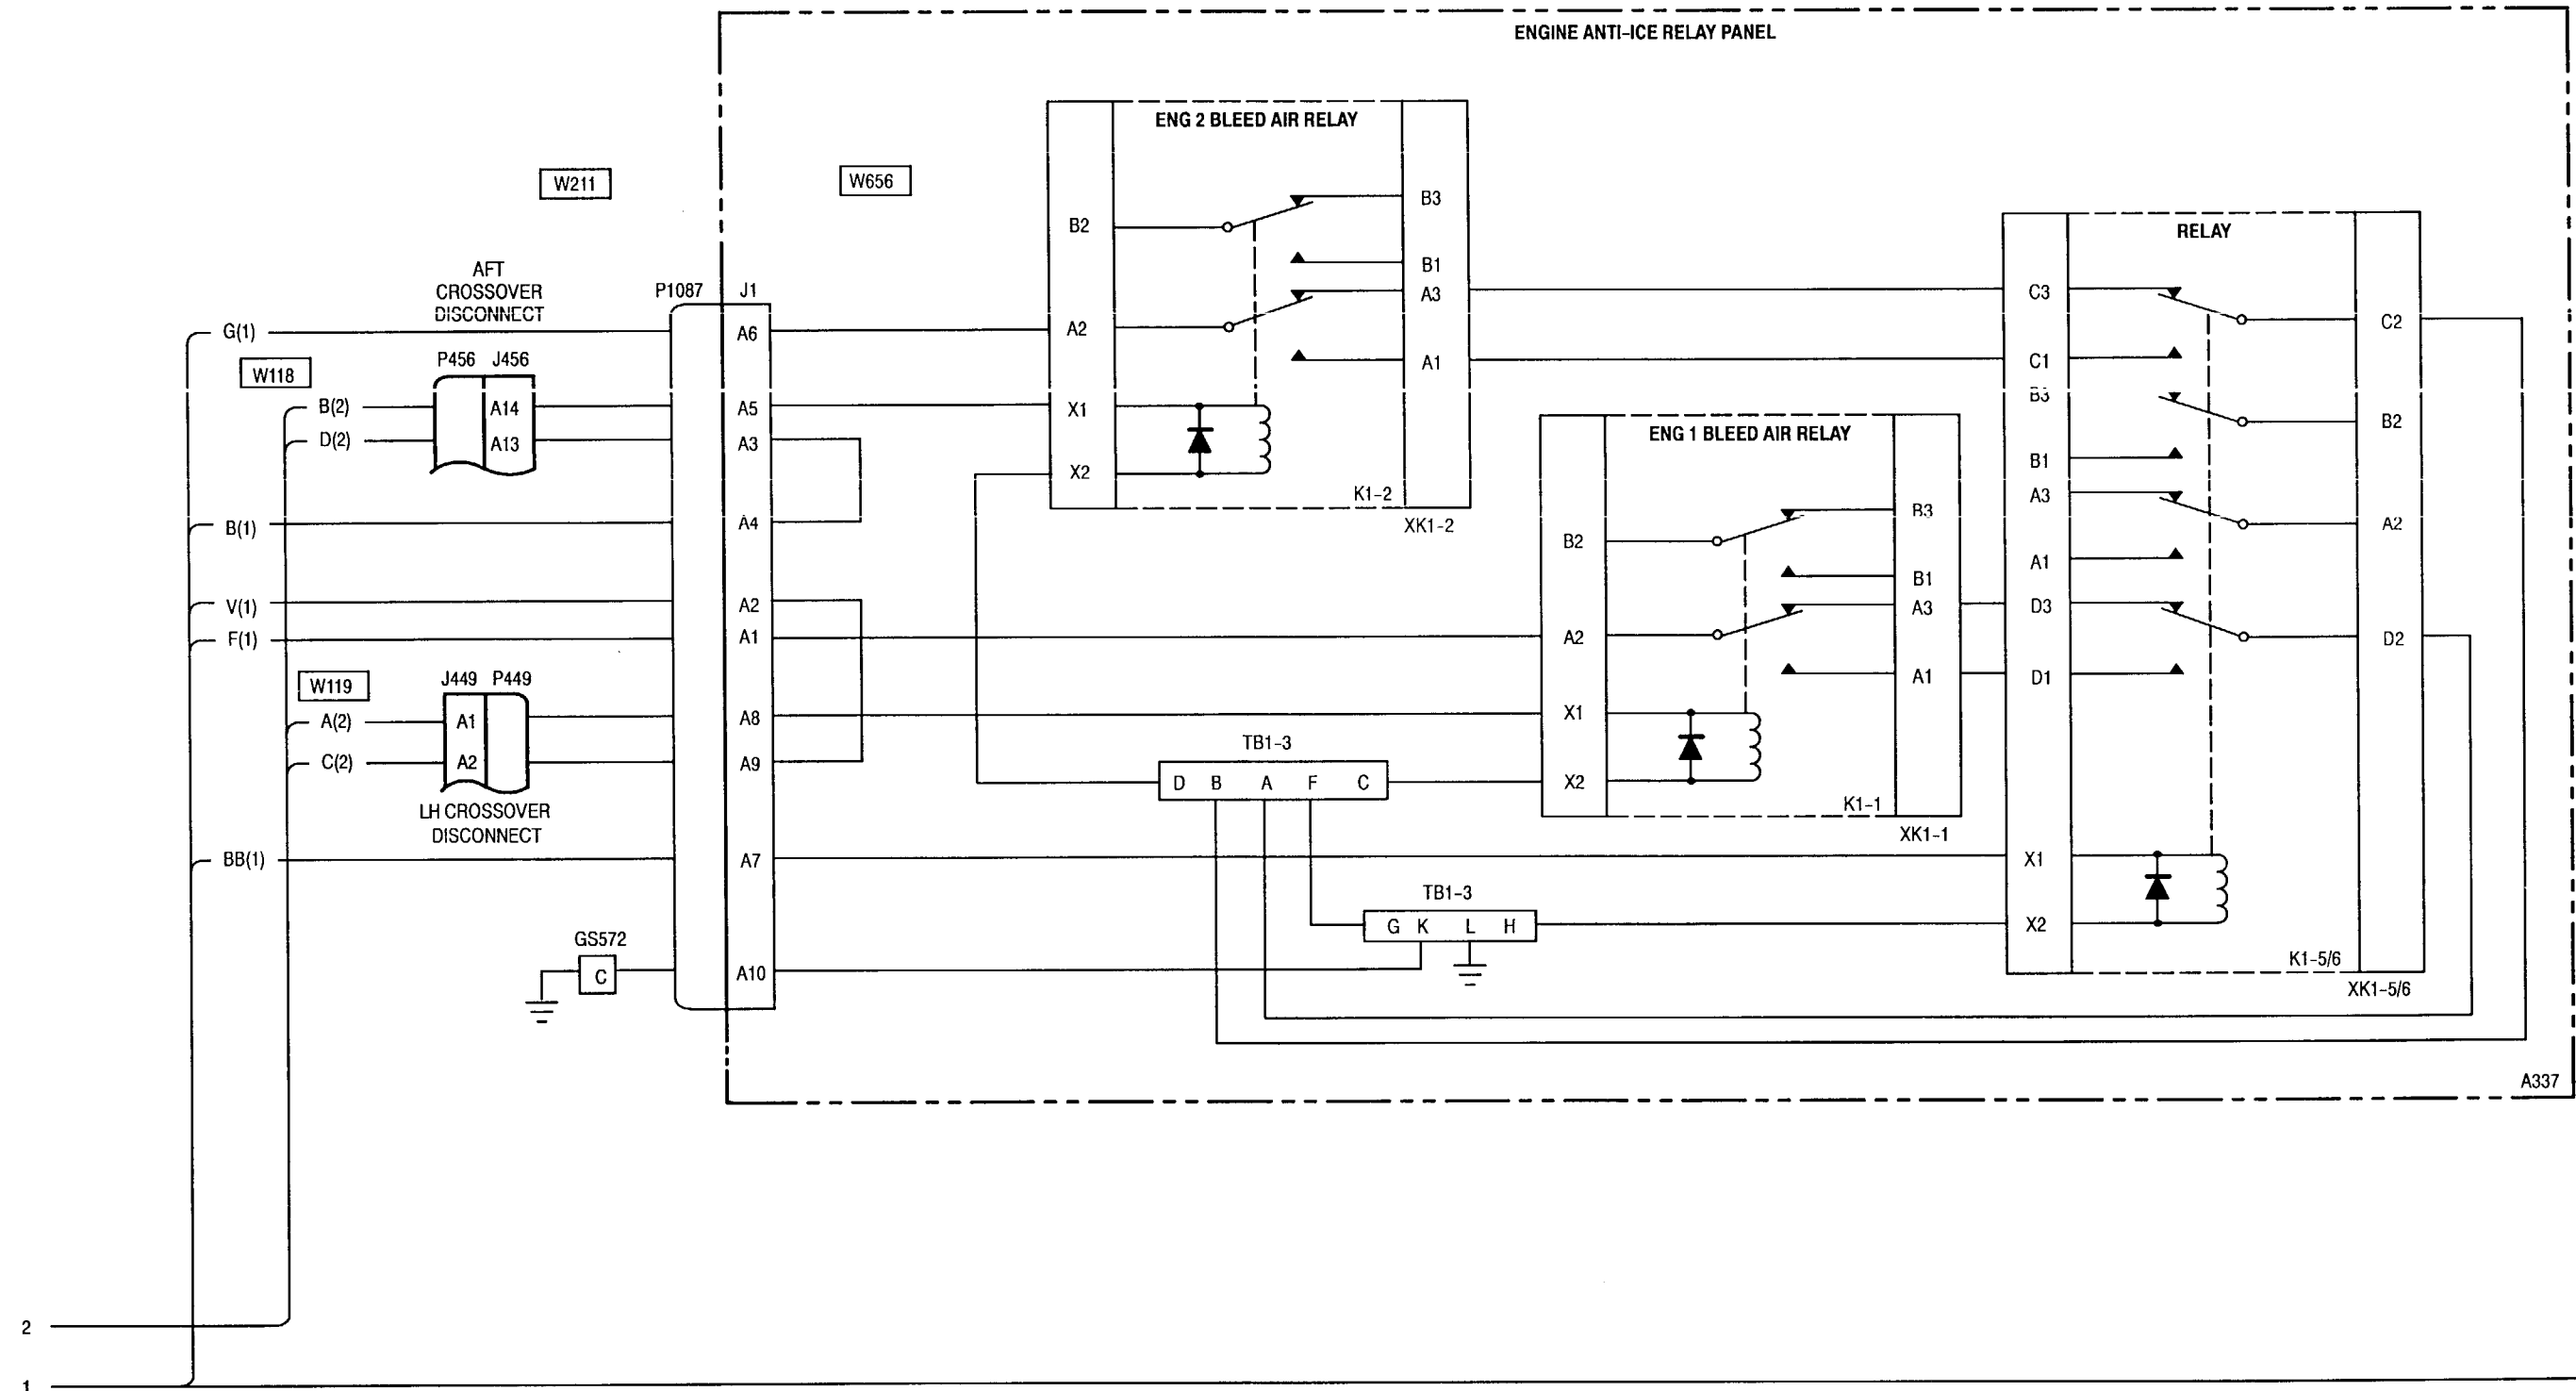 ENGINE ANTI-ICE RELAY PANEL
ENG 2 BLEED AIR RELAY
W211
W656
B2
B3
B1
A3
A2
A1
X1
X2
K1-2
XK1-2
AFT
CROSSOVER
DISCONNECT
P1087
J1
G(1)
A6
W118
P456
J456
B(2)
A14
A5
D(2)
A13
A3
B(1)
A4
V(1)
A2
F(1)
A1
W119
J449
P449
A(2)
A1
A8
C(2)
A2
A9
LH CROSSOVER
DISCONNECT
BB(1)
A7
GS572
C
A10
ENG 1 BLEED AIR RELAY
B2
B3
B1
A3
A2
A1
X1
X2
K1-1
XK1-1
TB1-3
D B A F C
TB1-3
G K L H
RELAY
C3
C2
C1
B3
B2
B1
A3
A2
A1
D3
D2
D1
X1
X2
K1-5/6
XK1-5/6
A337
2
1